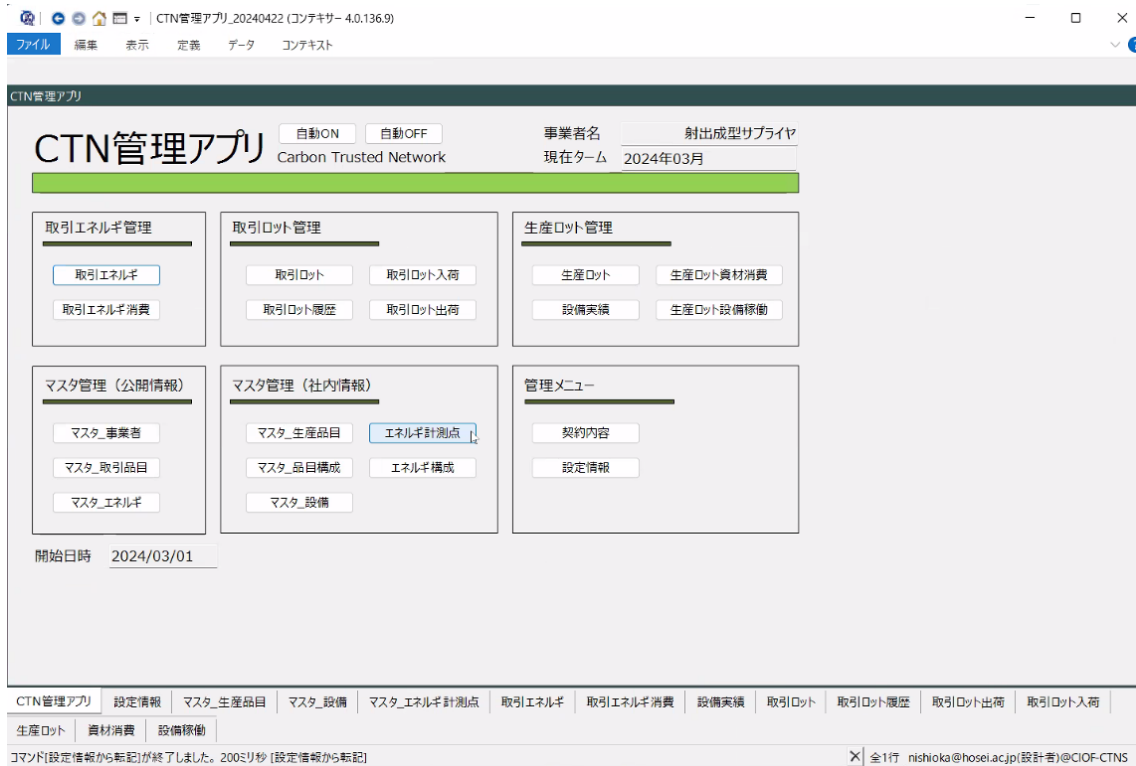 CTN管理アプリ_20240422 (コンテキサー 4.0.136.9)
ファイル 編集 表示 定義 データ コンテキスト
CTN管理アプリ
CTN管理アプリ 自動ON 自動OFF
Carbon Trusted Network
事業者名 射出成型サプライヤ
現在ターム 2024年03月
取引エネルギ管理
取引エネルギ
取引エネルギ消費
取引ロット管理
取引ロット 取引ロット入荷
取引ロット履歴 取引ロット出荷
生産ロット管理
生産ロット 生産ロット資材消費
設備実績 生産ロット設備稼働
マスタ管理（公開情報）
マスタ_事業者
マスタ_取引品目
マスタ_エネルギ
マスタ管理（社内情報）
マスタ_生産品目 エネルギ計測点
マスタ_品目構成 エネルギ構成
マスタ_設備
管理メニュー
契約内容
設定情報
開始日時 2024/03/01
CTN管理アプリ 設定情報 マスタ_生産品目 マスタ_設備 マスタ_エネルギ計測点 取引エネルギ 取引エネルギ消費 設備実績 取引ロット 取引ロット履歴 取引ロット出荷 取引ロット入荷
生産ロット 資材消費 設備稼働
コマンド[設定情報から転記]が終了しました。200ミリ秒 [設定情報から転記] 全1行 nishioka@hosei.ac.jp(設計者)@CIOF-CTNS